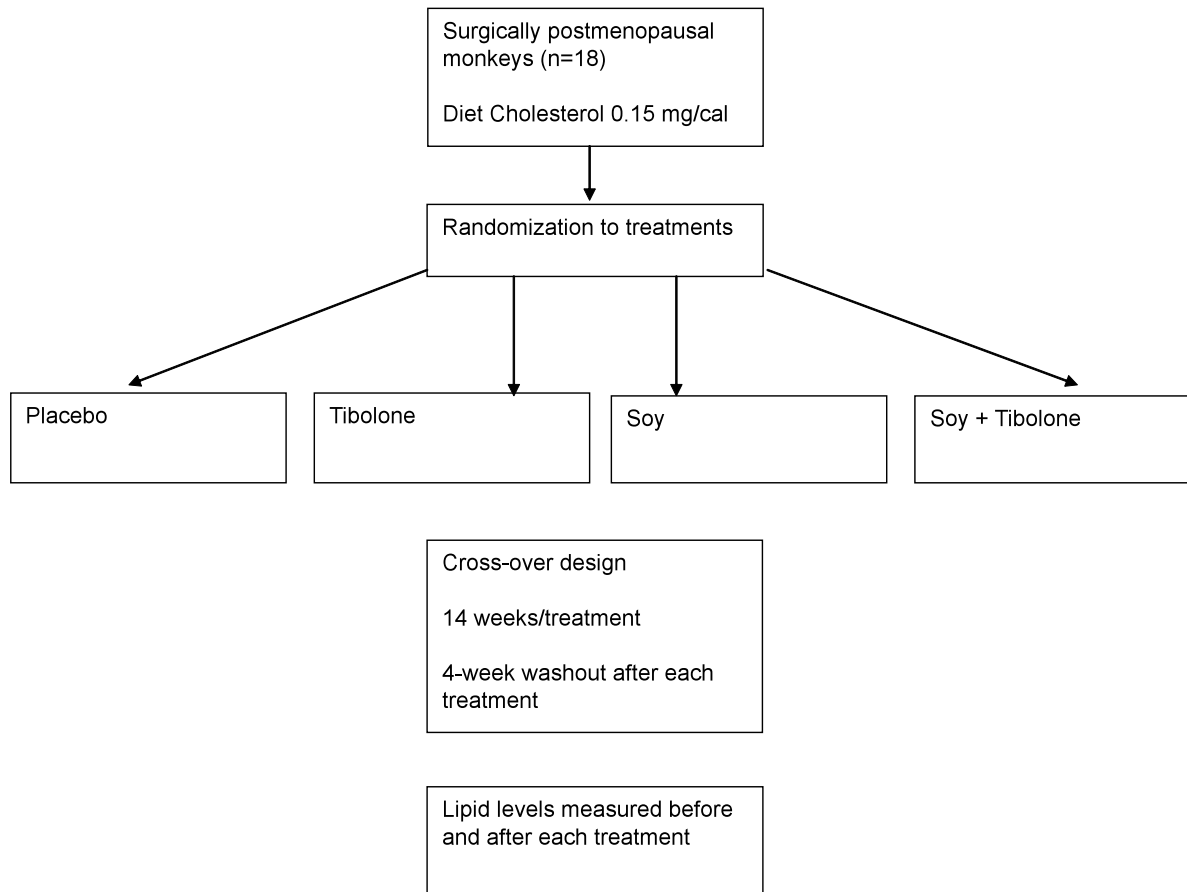 Surgically postmenopausal
monkeys (n=18)
Diet Cholesterol 0.15 mg/cal
Randomization to treatments
Placebo
Tibolone
Soy
Soy + Tibolone
Cross-over design
14 weeks/treatment
4-week washout after each
treatment
Lipid levels measured before
and after each treatment